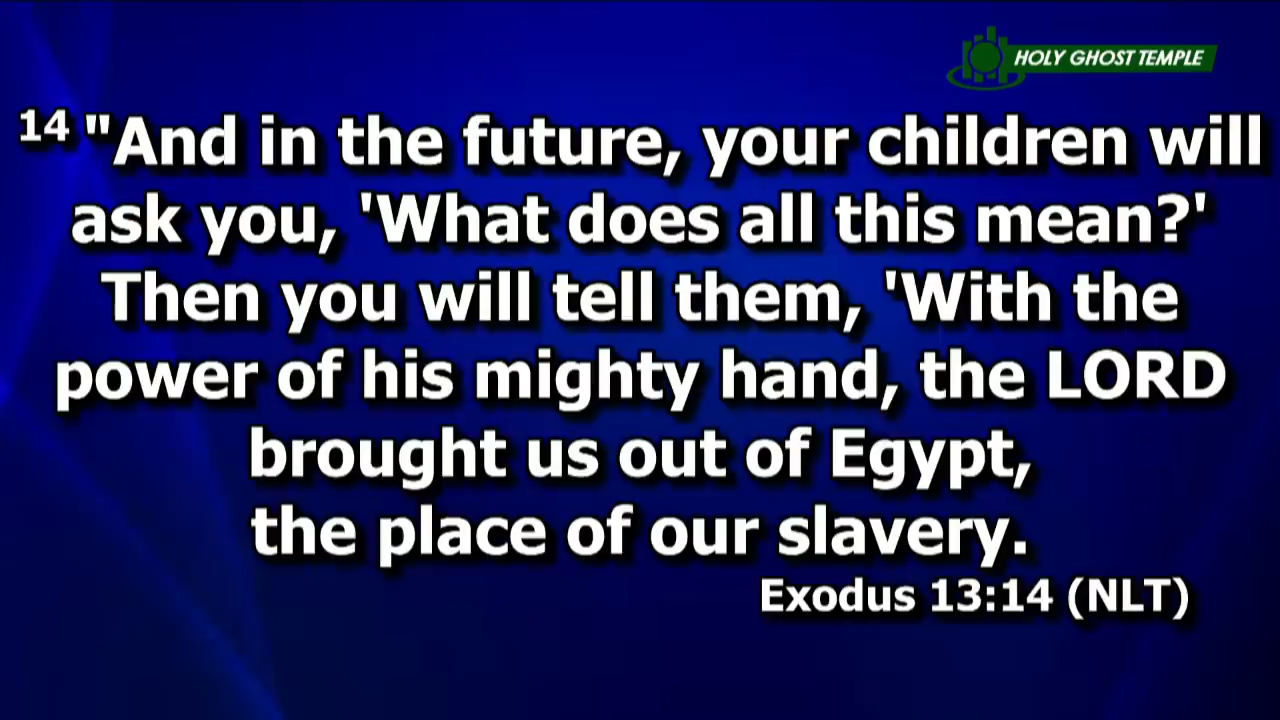 HOLY GHOST TEMPLE
14 "And in the future, your children will
ask you, 'What does all this mean?'
Then you will tell them, 'With the
power of his mighty hand, the LORD
brought us out of Egypt,
the place of our slavery.
Exodus 13:14 (NLT)